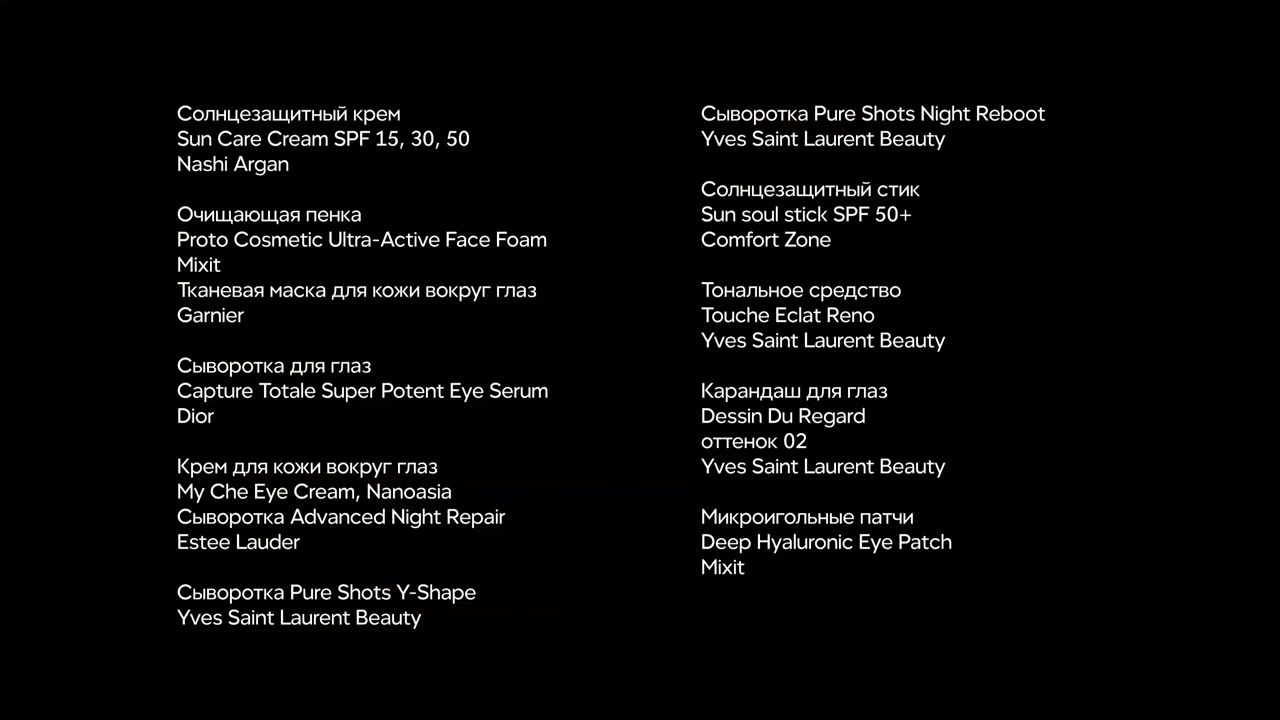 Солнцезащитный крем
Sun Care Cream SPF 15, 30, 50
Nashi Argan
Очищающая пенка
Proto Cosmetic Ultra-Active Face Foam
Mixit
Тканевая маска для кожи вокруг глаз
Garnier
Сыворотка для глаз
Capture Totale Super Potent Eye Serum
Dior
Крем для кожи вокруг глаз
My Che Eye Cream, Nanoasia
Сыворотка Advanced Night Repair
Estee Lauder
Сыворотка Pure Shots Y-Shape
Yves Saint Laurent Beauty
Сыворотка Pure Shots Night Reboot
Yves Saint Laurent Beauty
Солнцезащитный стик
Sun soul stick SPF 50+
Comfort Zone
Тональное средство
Touche Eclat Reno
Yves Saint Laurent Beauty
Карандаш для глаз
Dessin Du Regard
оттенок 02
Yves Saint Laurent Beauty
Микроигольные патчи
Deep Hyaluronic Eye Patch
Mixit